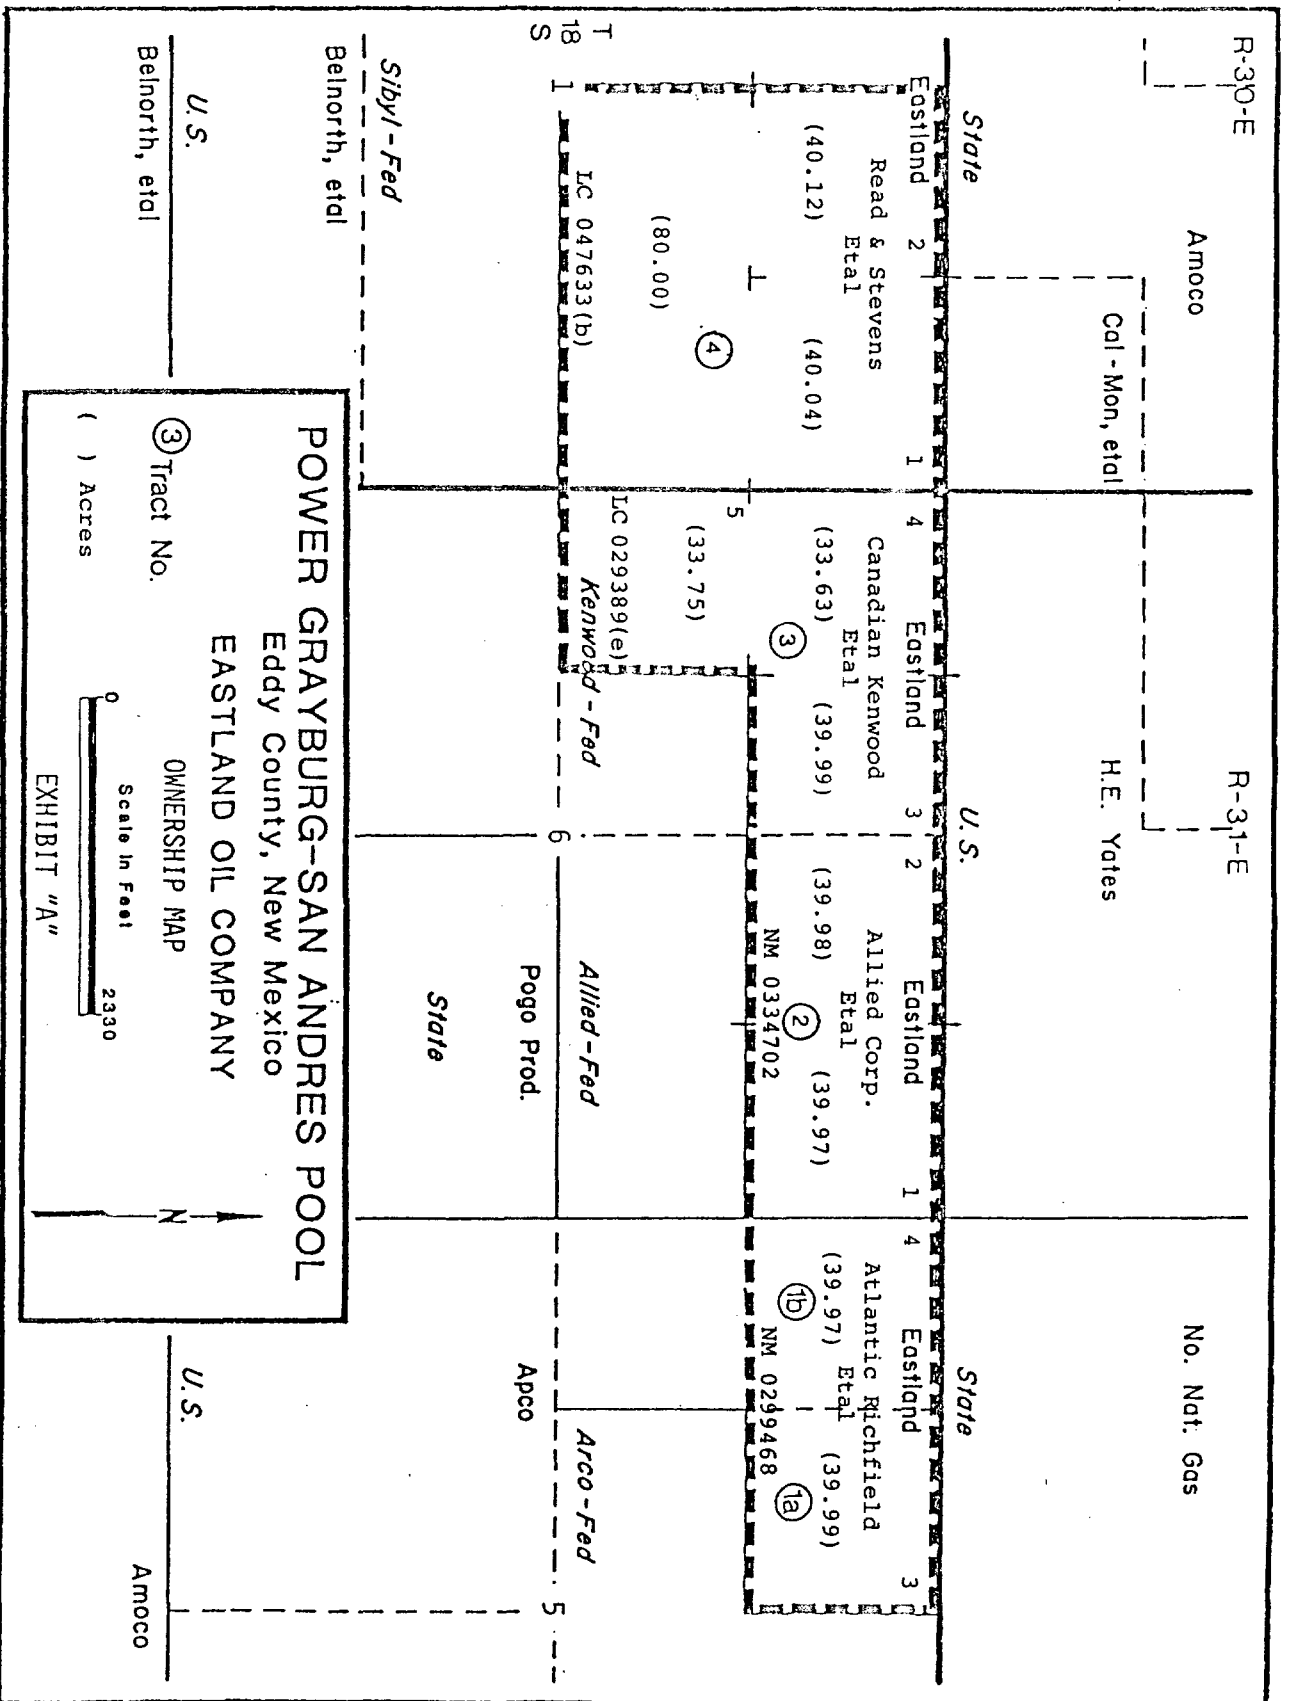 R-30-E
R-31-E
Amoco
No. Nat. Gas
Cal-Mon, etal
H.E. Yates
State
U.S.
State
Eastland
2
1
4
Eastland
3
2
Eastland
1
4
Eastland
3
Read & Stevens
Etal
(40.12)
(40.04)
(80.00)
4
LC 047633(b)
Canadian Kenwood
Etal
(33.63)
(39.99)
3
5
(33.75)
LC 029389(e)
Kenwood-Fed
Allied Corp.
Etal
(39.98)
(39.97)
2
NM 0334702
Atlantic Richfield
Etal
(39.97)
(39.99)
1b
1a
NM 0299468
T
18
S
1
6
5
Allied-Fed
Arco-Fed
Sibyl-Fed
Belnorth, etal
Pogo Prod.
Apco
State
U.S.
Belnorth, etal
U.S.
Amoco
POWER GRAYBURG-SAN ANDRES POOL
Eddy County, New Mexico
EASTLAND OIL COMPANY
OWNERSHIP MAP
3 Tract No.
( ) Acres
0
2330
Scale In Feet
EXHIBIT "A"
N